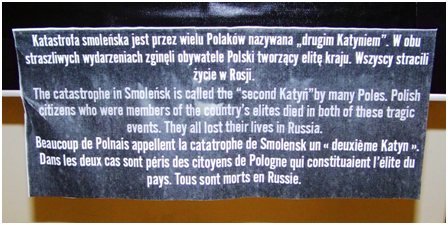 Katastrofa smoleńska jest przez wielu Polaków nazywana „drugim Katyniem”. W obu
straszliwych wydarzeniach zginęli obywatele Polski tworzący elitę kraju. Wszyscy stracili
życie w Rosji.
The catastrophe in Smoleńsk is called the “second Katyń”by many Poles. Polish
citizens who were members of the country's elites died in both of these tragic
events. They all lost their lives in Russia.
Beaucoup de Polnais appellent la catatrophe de Smolensk un « deuxième Katyn ».
Dans les deux cas sont péris des citoyens de Pologne qui constituaient l'élite du
pays. Tous sont morts en Russie.